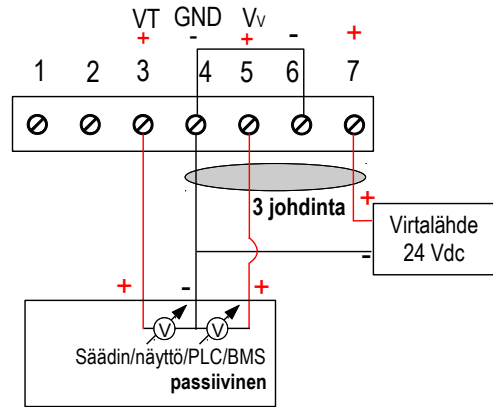 VT GND Vv
+ - + - +
1 2 3 4 5 6 7
3 johdinta
+
Virtalähde
24 Vdc
-
+ - +
V V
Säädin/näyttö/PLC/BMS
passiivinen